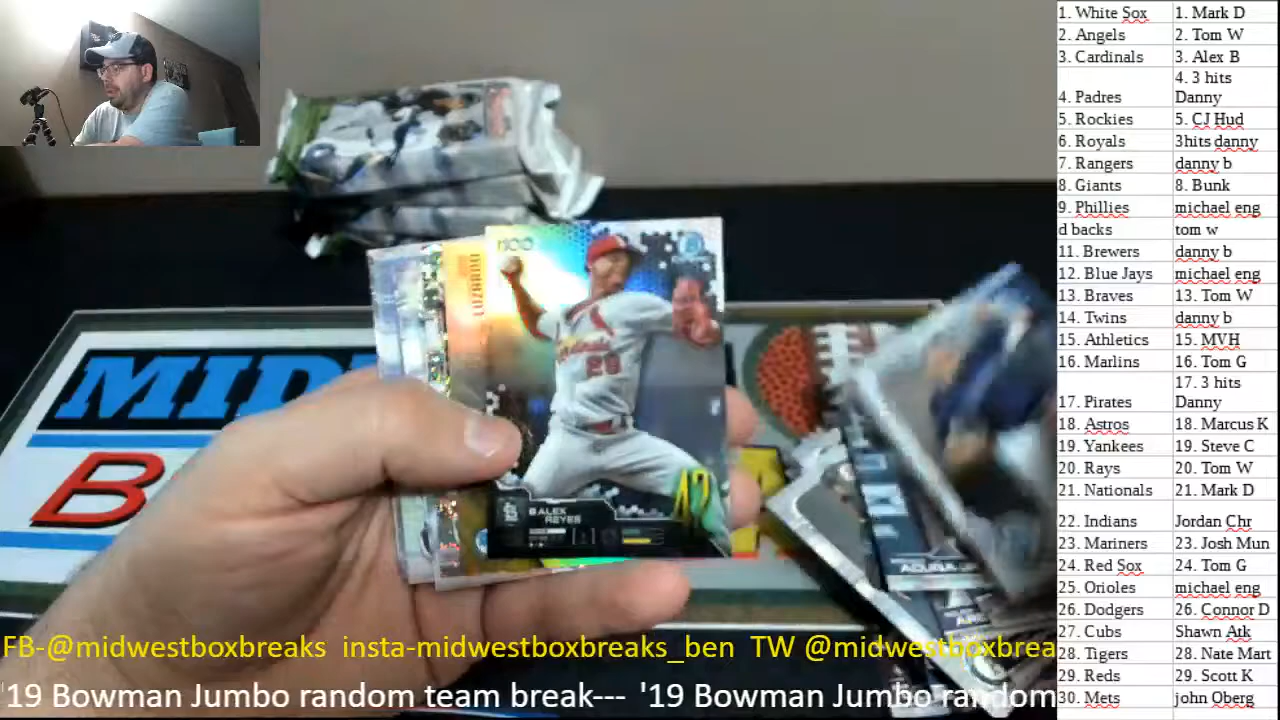 1. White Sox 1. Mark D
2. Angels 2. Tom W
3. Cardinals 3. Alex B
4. Padres 4. 3 hits Danny
5. Rockies 5. CJ Hud
6. Royals 3hits danny
7. Rangers danny b
8. Giants 8. Bunk
9. Phillies michael eng
d backs tom w
11. Brewers danny b
12. Blue Jays michael eng
13. Braves 13. Tom W
14. Twins danny b
15. Athletics 15. MVH
16. Marlins 16. Tom G
17. Pirates 17. 3 hits Danny
18. Astros 18. Marcus K
19. Yankees 19. Steve C
20. Rays 20. Tom W
21. Nationals 21. Mark D
22. Indians Jordan Chr
23. Mariners 23. Josh Mun
24. Red Sox 24. Tom G
25. Orioles michael eng
26. Dodgers 26. Connor D
27. Cubs Shawn Atk
28. Tigers 28. Nate Mart
29. Reds 29. Scott K
30. Mets john Oberg
LUZARDO
Cardinals
29
ALEX
REYES
MID
B
ACUÑA JR
FB-@midwestboxbreaks insta-midwestboxbreaks_ben TW @midwestboxbrea
'19 Bowman Jumbo random team break--- '19 Bowman Jumbo random